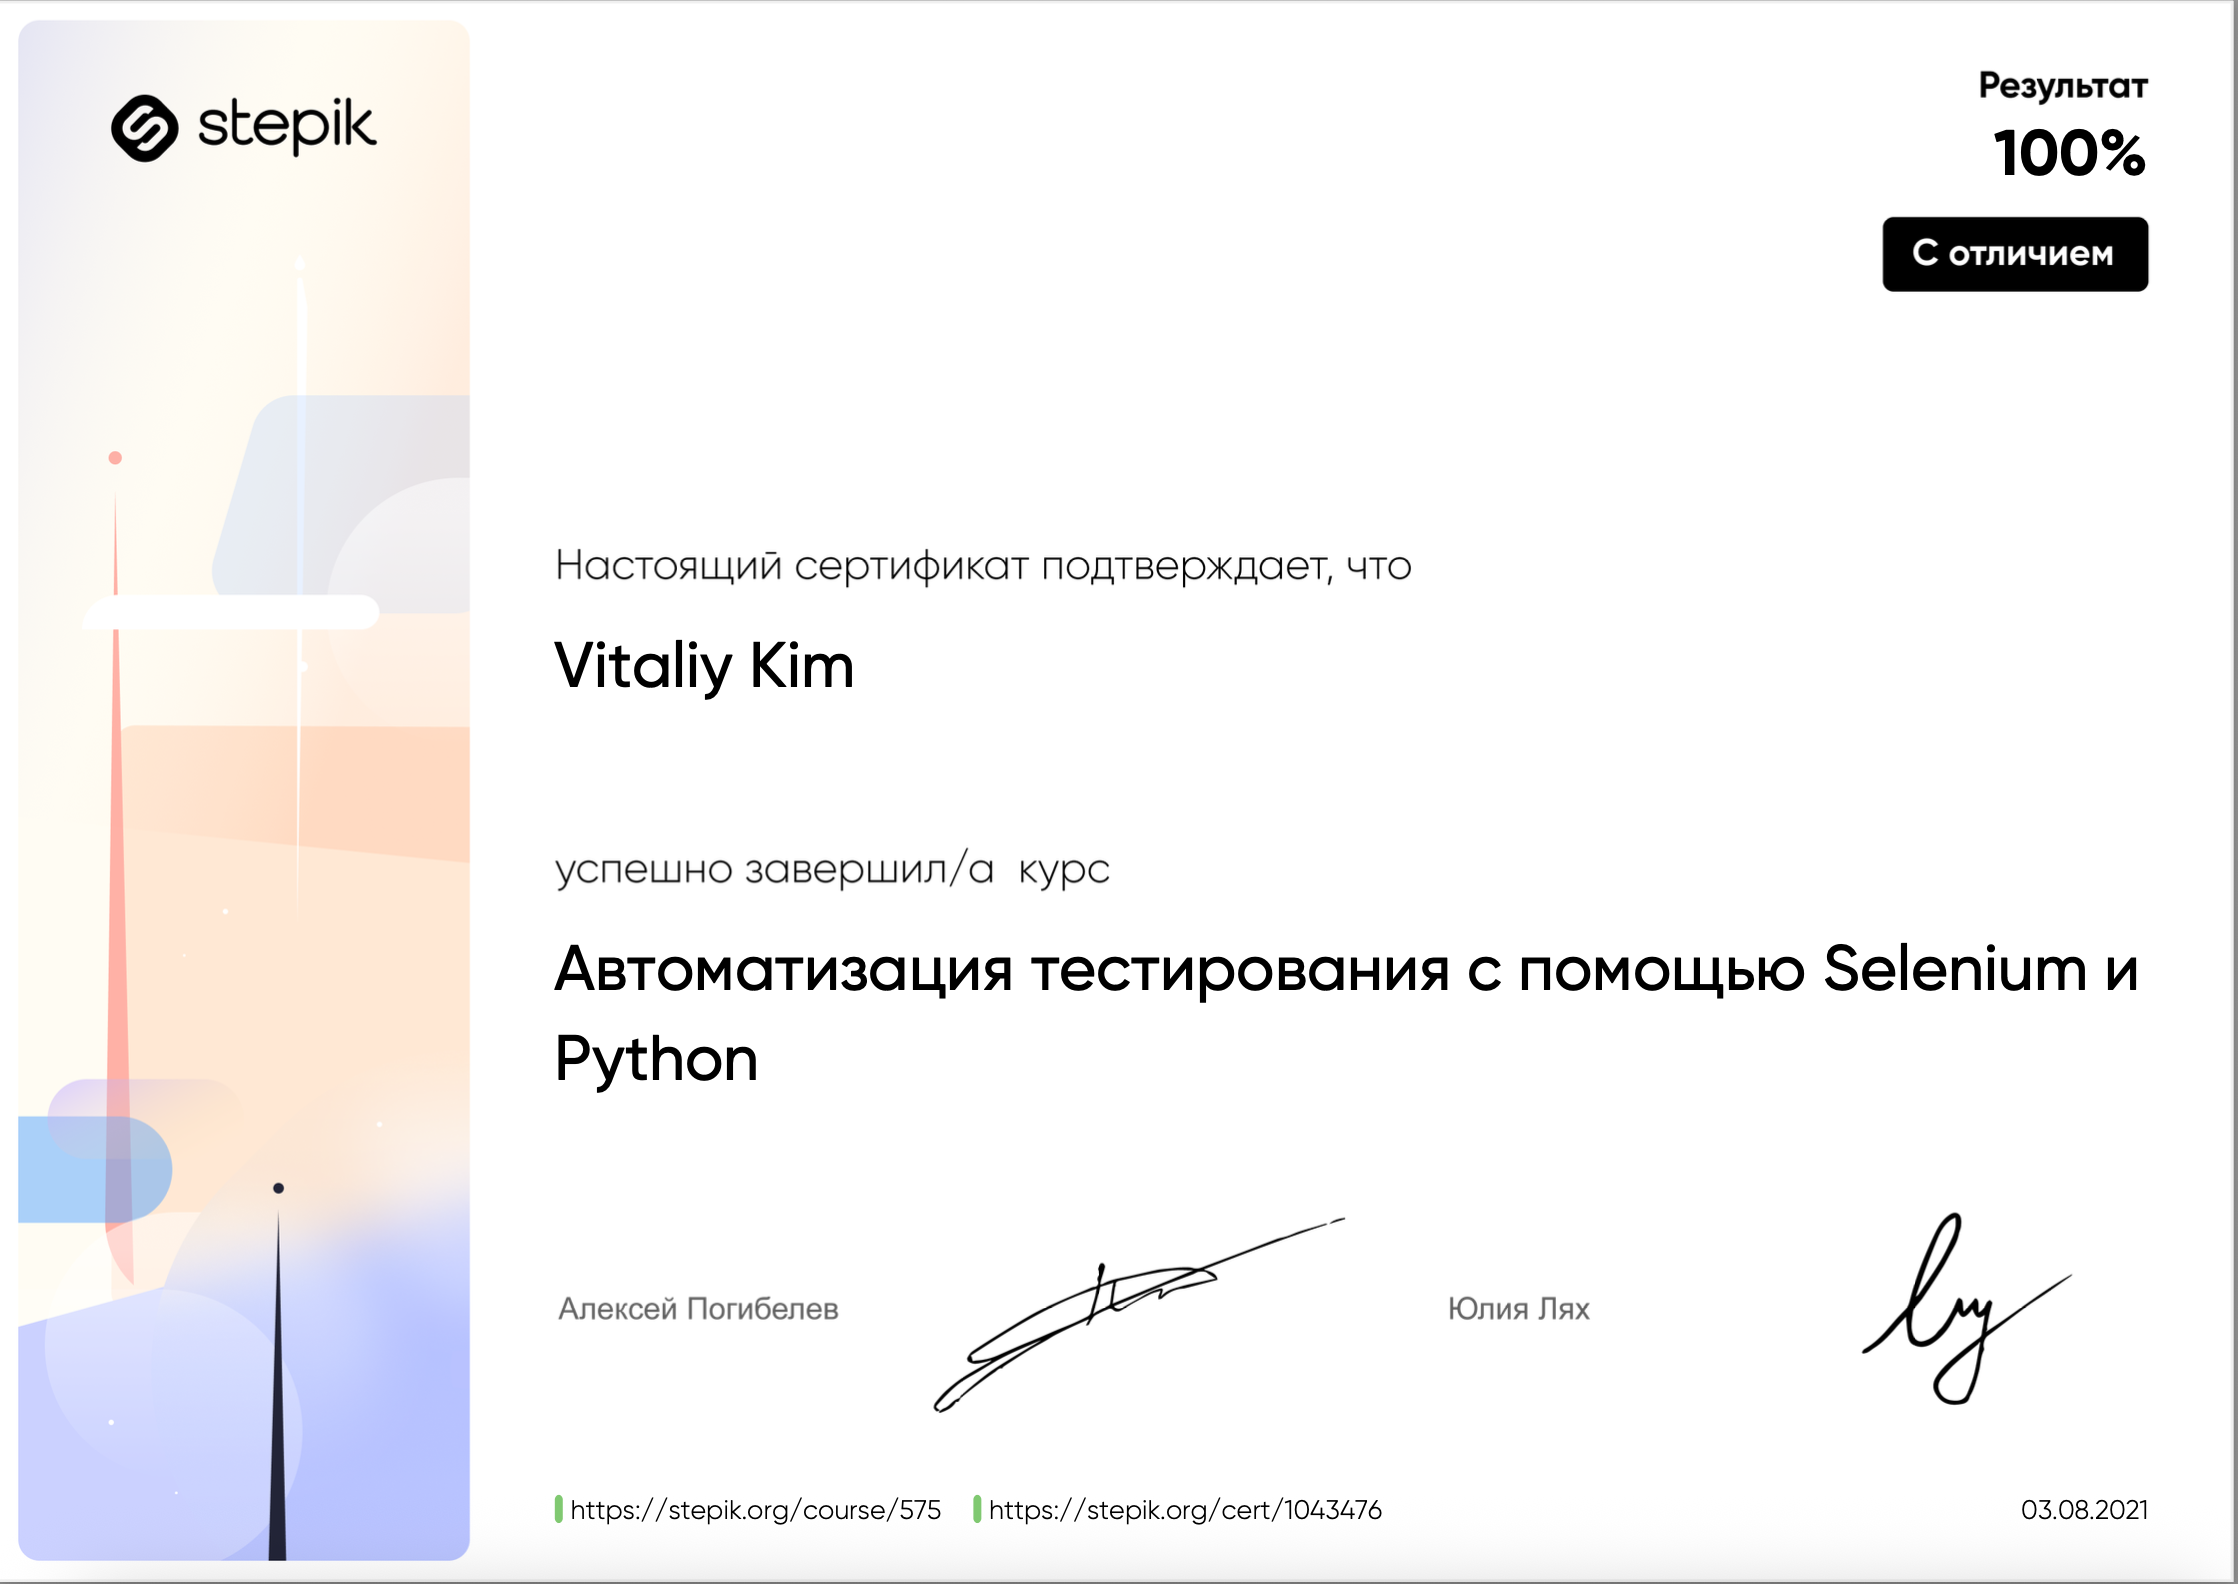 stepik
Результат
100%
С отличием
Настоящий сертификат подтверждает, что
Vitaliy Kim
успешно завершил/а курс
Автоматизация тестирования с помощью Selenium и
Python
Алексей Погибелев
Юлия Лях
https://stepik.org/course/575 https://stepik.org/cert/1043476
03.08.2021